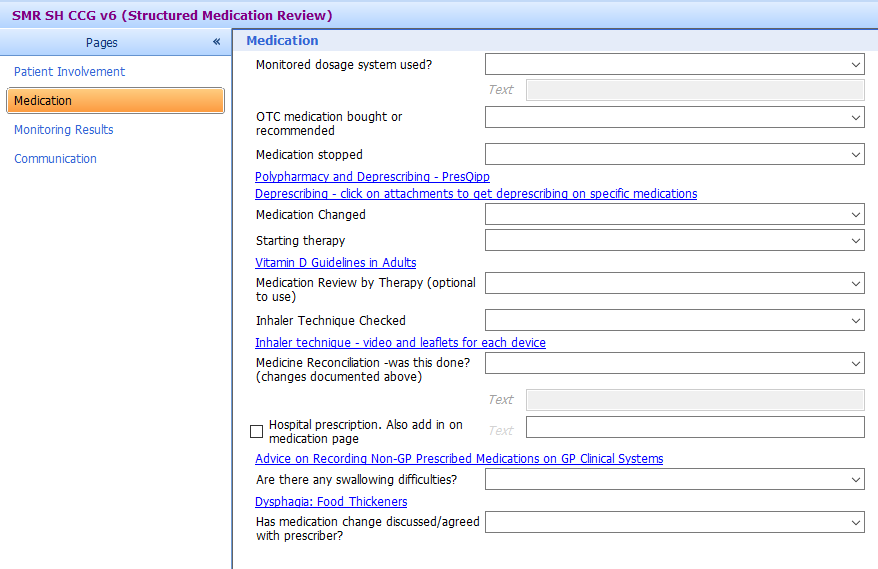 SMR SH CCG v6 (Structured Medication Review)
Pages «
Patient Involvement
Medication
Monitoring Results
Communication
Medication
Monitored dosage system used?
Text
OTC medication bought or
recommended
Medication stopped
Polypharmacy and Deprescribing - PresQipp
Deprescribing - click on attachments to get deprescribing on specific medications
Medication Changed
Starting therapy
Vitamin D Guidelines in Adults
Medication Review by Therapy (optional
to use)
Inhaler Technique Checked
Inhaler technique - video and leaflets for each device
Medicine Reconciliation -was this done?
(changes documented above)
Text
Hospital prescription. Also add in on
medication page
Text
Advice on Recording Non-GP Prescribed Medications on GP Clinical Systems
Are there any swallowing difficulties?
Dysphagia: Food Thickeners
Has medication change discussed/agreed
with prescriber?